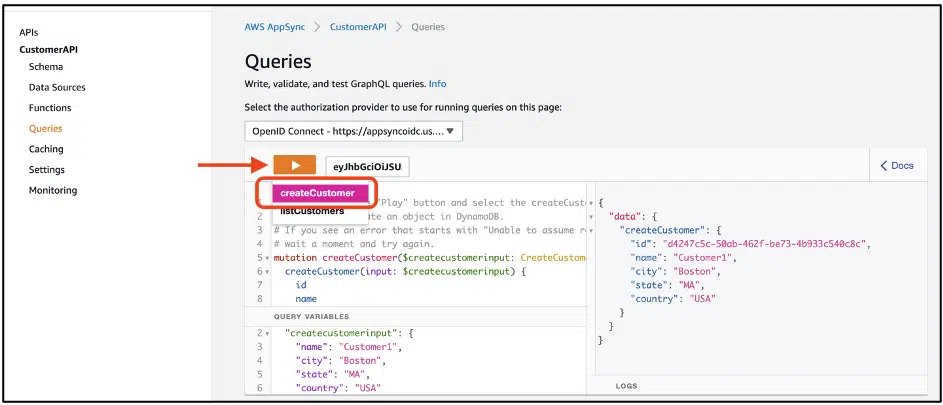 APIs
CustomerAPI
Schema
Data Sources
Functions
Queries
Caching
Settings
Monitoring
AWS AppSync > CustomerAPI > Queries
Queries
Write, validate, and test GraphQL queries. Info
Select the authorization provider to use for running queries on this page:
OpenID Connect - https://appsyncoidc.us....
eyJhbGciOiJSU
< Docs
createCustomer
listCustomers
1 "Play" button and select the createCust
2 ate an object in DynamoDB.
3 # If you see an error that starts with "Unable to assume r
4 # wait a moment and try again.
5 mutation createCustomer($createcustomerinput: CreateCustome
6 createCustomer(input: $createcustomerinput) {
7 id
8 name
QUERY VARIABLES
2 "createcustomerinput": {
3 "name": "Customer1",
4 "city": "Boston",
5 "state": "MA",
6 "country": "USA"
{
"data": {
"createCustomer": {
"id": "d4247c5c-50ab-462f-be73-4b933c540c8c",
"name": "Customer1",
"city": "Boston",
"state": "MA",
"country": "USA"
}
}
}
LOGS